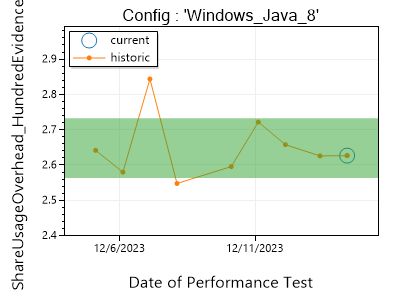 Config : 'Windows_Java_8'
current
historic
ShareUsageOverhead_HundredEvidence
2.9
2.8
2.7
2.6
2.5
2.4
12/6/2023
12/11/2023
Date of Performance Test